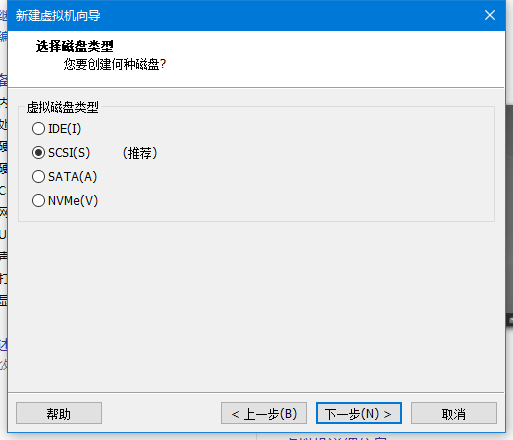 新建虚拟机向导
选择磁盘类型
您要创建何种磁盘?
虚拟磁盘类型
IDE(I)
SCSI(S) (推荐)
SATA(A)
NVMe(V)
帮助
< 上一步(B)
下一步(N) >
取消